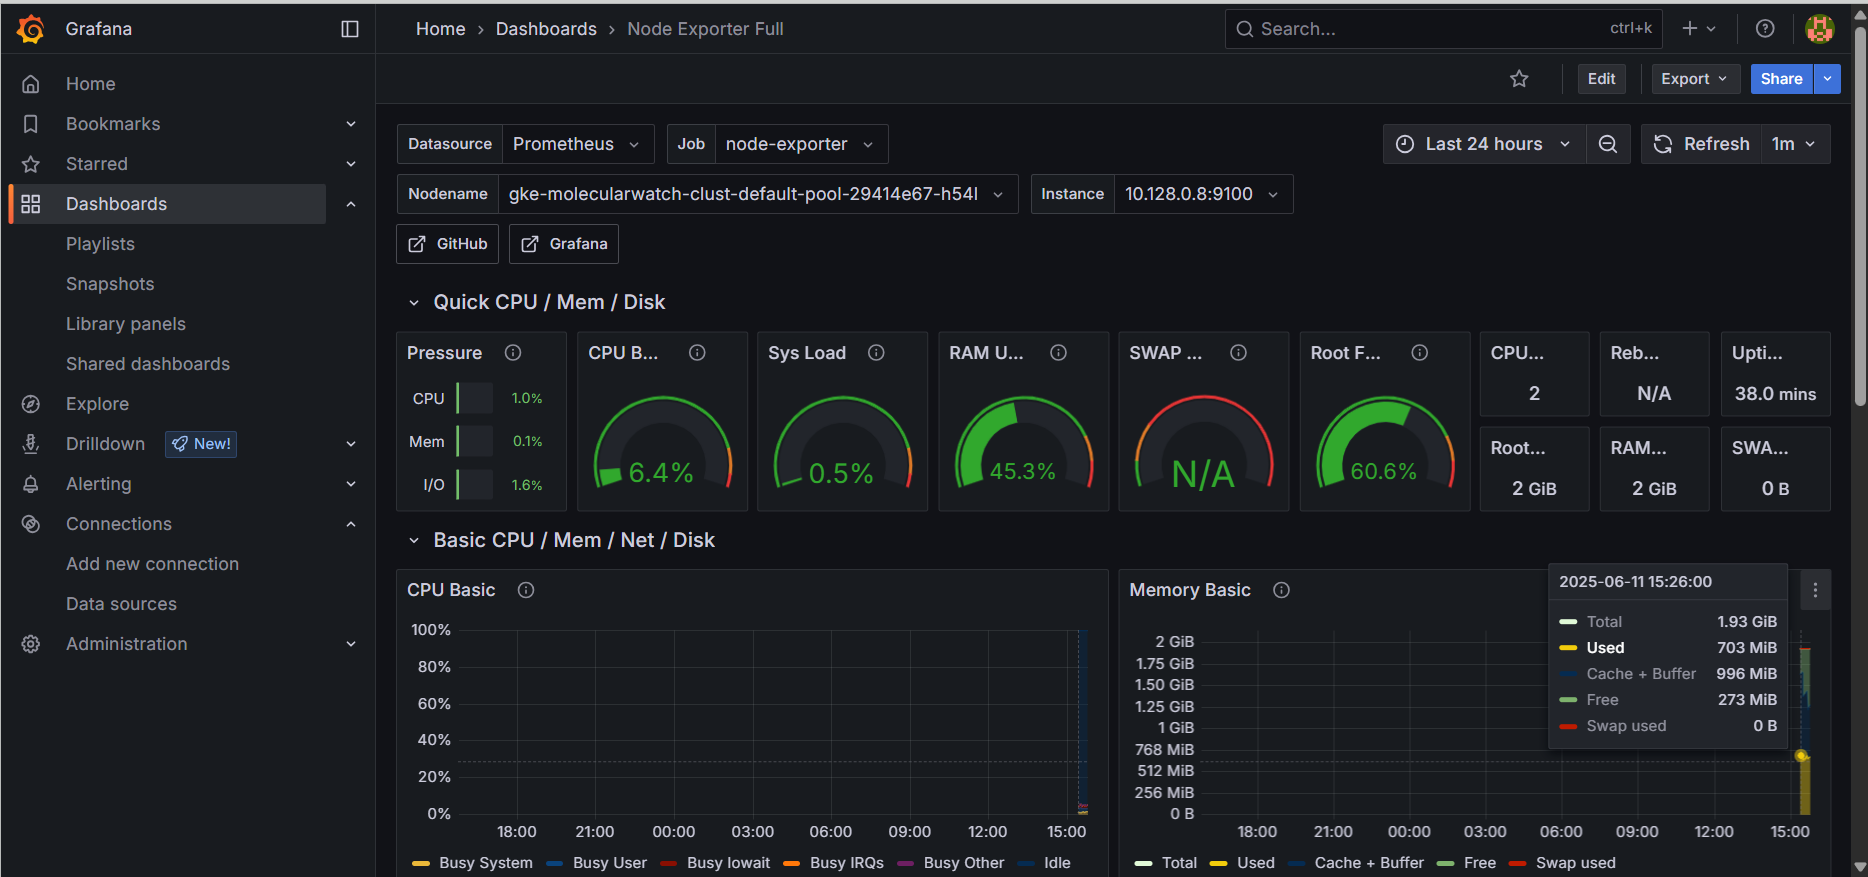 Grafana
Home › Dashboards › Node Exporter Full
Search... ctrl+k
Edit Export Share
Home
Bookmarks
Starred
Dashboards
Playlists
Snapshots
Library panels
Shared dashboards
Explore
Drilldown New!
Alerting
Connections
Add new connection
Data sources
Administration
Datasource Prometheus Job node-exporter
Last 24 hours Refresh 1m
Nodename gke-molecularwatch-clust-default-pool-29414e67-h54l Instance 10.128.0.8:9100
GitHub Grafana
Quick CPU / Mem / Disk
Pressure
CPU 1.0%
Mem 0.1%
I/O 1.6%
CPU B...
6.4%
Sys Load
0.5%
RAM U...
45.3%
SWAP ...
N/A
Root F...
60.6%
CPU...
2
Reb...
N/A
Upti...
38.0 mins
Root...
2 GiB
RAM...
2 GiB
SWA...
0 B
Basic CPU / Mem / Net / Disk
CPU Basic
100%
80%
60%
40%
20%
0%
18:00 21:00 00:00 03:00 06:00 09:00 12:00 15:00
Busy System Busy User Busy Iowait Busy IRQs Busy Other Idle
Memory Basic
2 GiB
1.75 GiB
1.50 GiB
1.25 GiB
1 GiB
768 MiB
512 MiB
256 MiB
0 B
18:00 21:00 00:00 03:00 06:00 09:00 12:00 15:00
Total Used Cache + Buffer Free Swap used
2025-06-11 15:26:00
Total 1.93 GiB
Used 703 MiB
Cache + Buffer 996 MiB
Free 273 MiB
Swap used 0 B